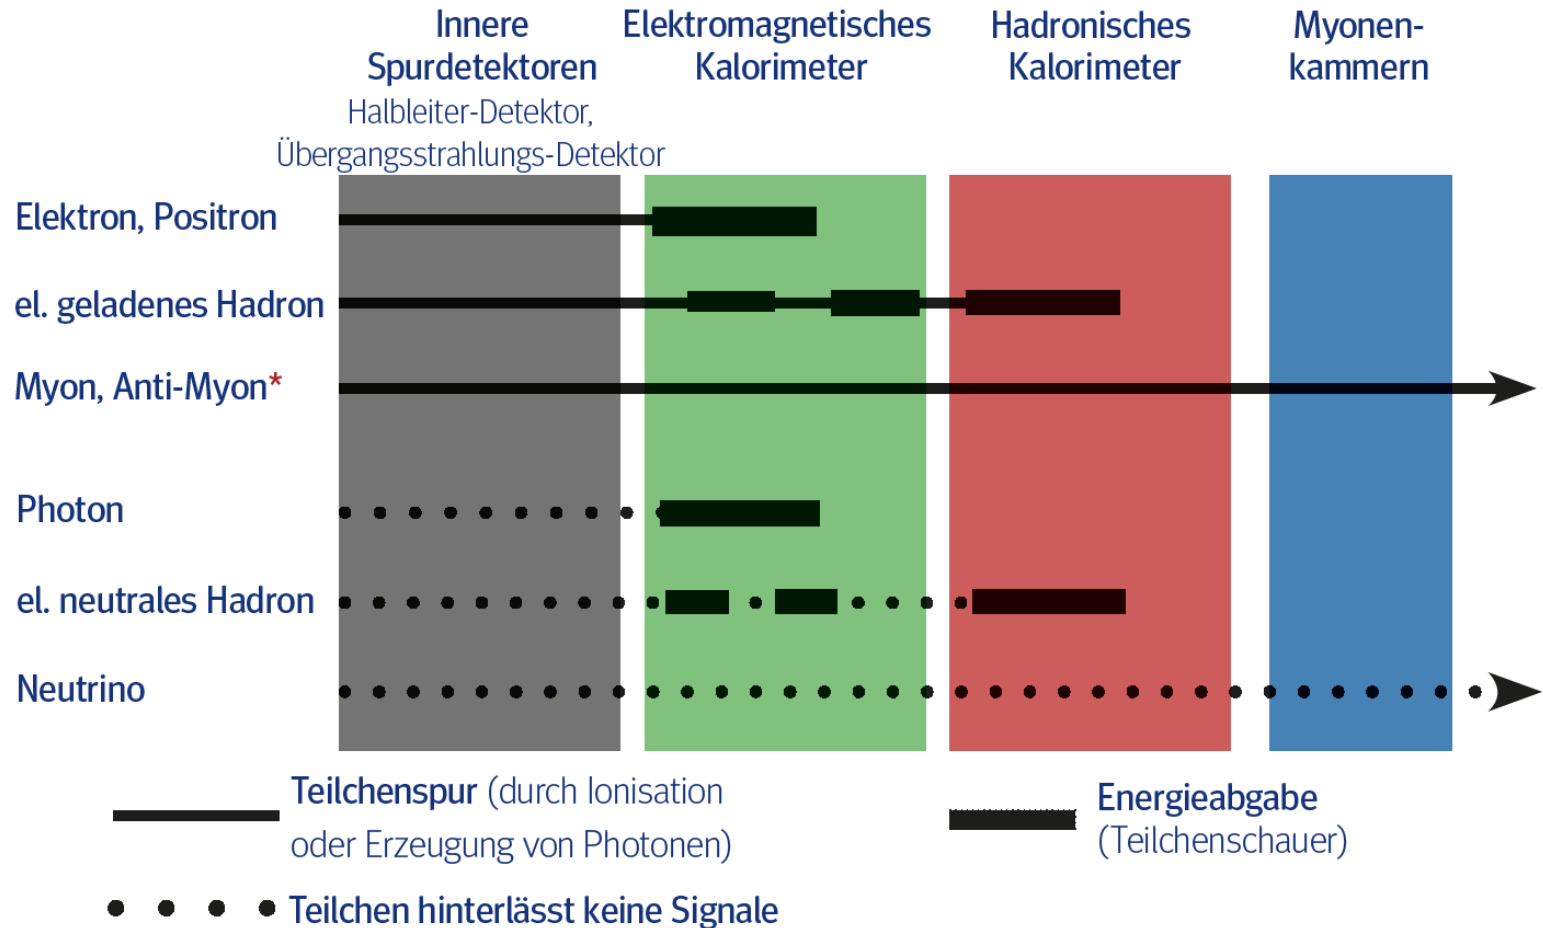 Innere
Spurdetektoren
Halbleiter-Detektor,
Übergangsstrahlungs-Detektor
Elektromagnetisches
Kalorimeter
Hadronisches
Kalorimeter
Myonen-
kammern
Elektron, Positron
el. geladenes Hadron
Myon, Anti-Myon*
Photon
el. neutrales Hadron
Neutrino
Teilchenspur (durch Ionisation
oder Erzeugung von Photonen)
Energieabgabe
(Teilchenschauer)
Teilchen hinterlässt keine Signale